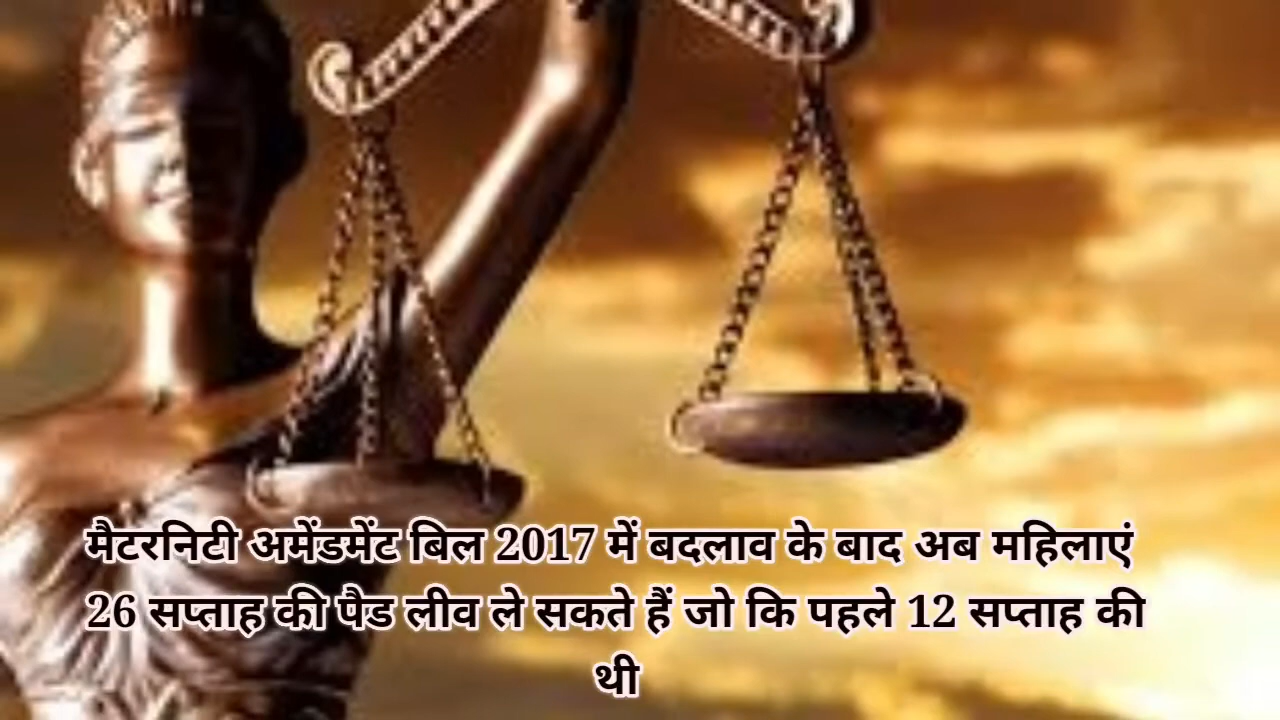 मैटरनिटी अमेंडमेंट बिल 2017 में बदलाव के बाद अब महिलाएं
26 सप्ताह की पैड लीव ले सकते हैं जो कि पहले 12 सप्ताह की
थी